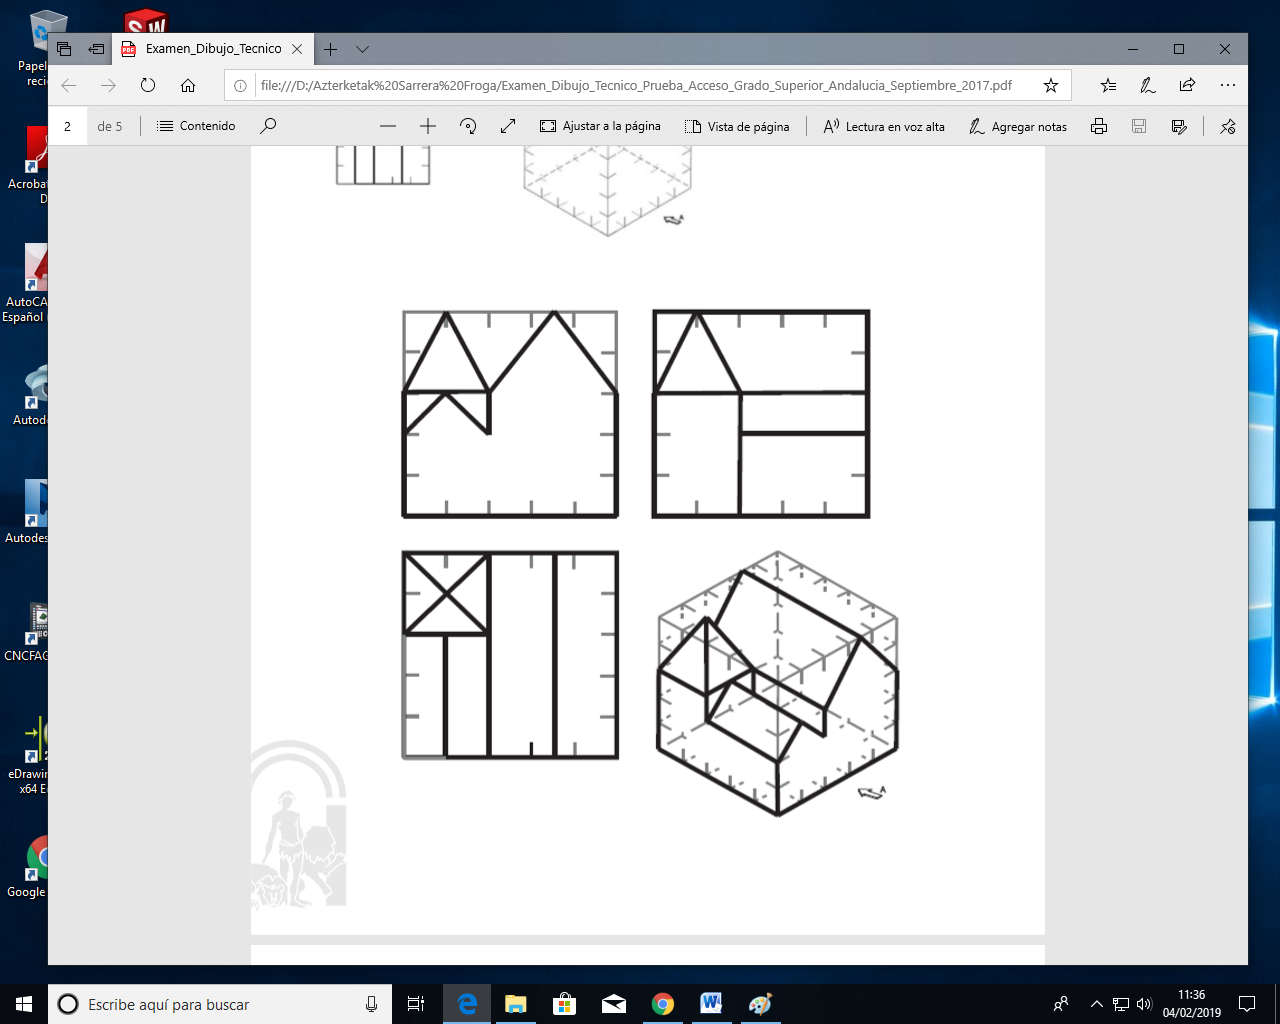 Papel
reci
Examen_Dibujo_Tecnico
file:///D:/Azterketak%20Sarrera%20Froga/Examen_Dibujo_Tecnico_Prueba_Acceso_Grado_Superior_Andalucia_Septiembre_2017.pdf
2 de 5
Contenido
Ajustar a la página
Vista de página
Lectura en voz alta
Agregar notas
Acrobat
D
AutoCA
Español
Autod
Autodes
CNCFAG
eDrawin
x64 E
Google
A
A
Escribe aquí para buscar
11:36
04/02/2019